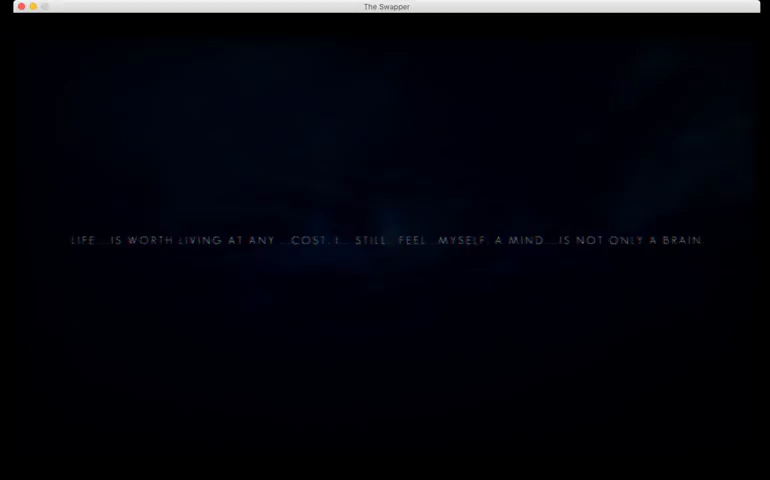 The Swapper
LIFE...IS WORTH LIVING AT ANY ...COST. I... STILL.. FEEL ..MYSELF. A MIND...IS NOT ONLY A BRAIN.